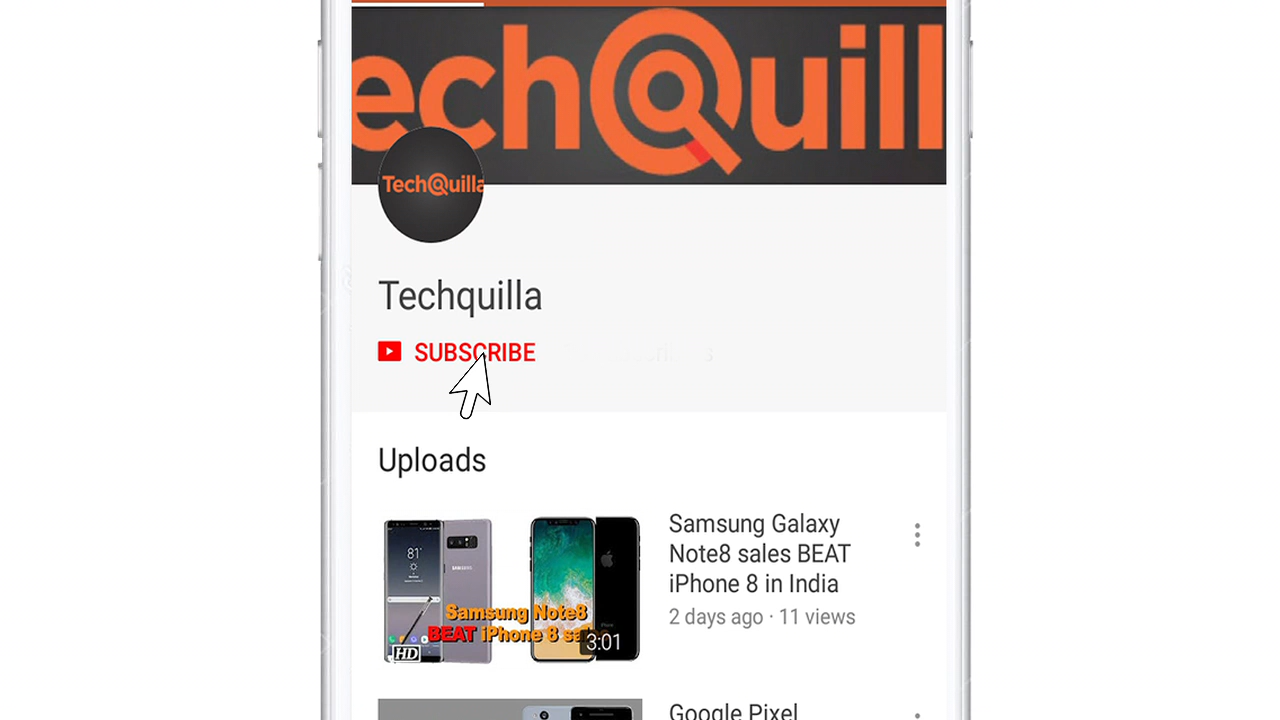 echQuill
TechQuilla
Techquilla
SUBSCRIBE
Uploads
Samsung Galaxy
Note8 sales BEAT
iPhone 8 in India
2 days ago · 11 views
81°
SAMSUNG
Samsung Note8
BEAT iPhone 8 sa
3:01
HD
Google Pixel